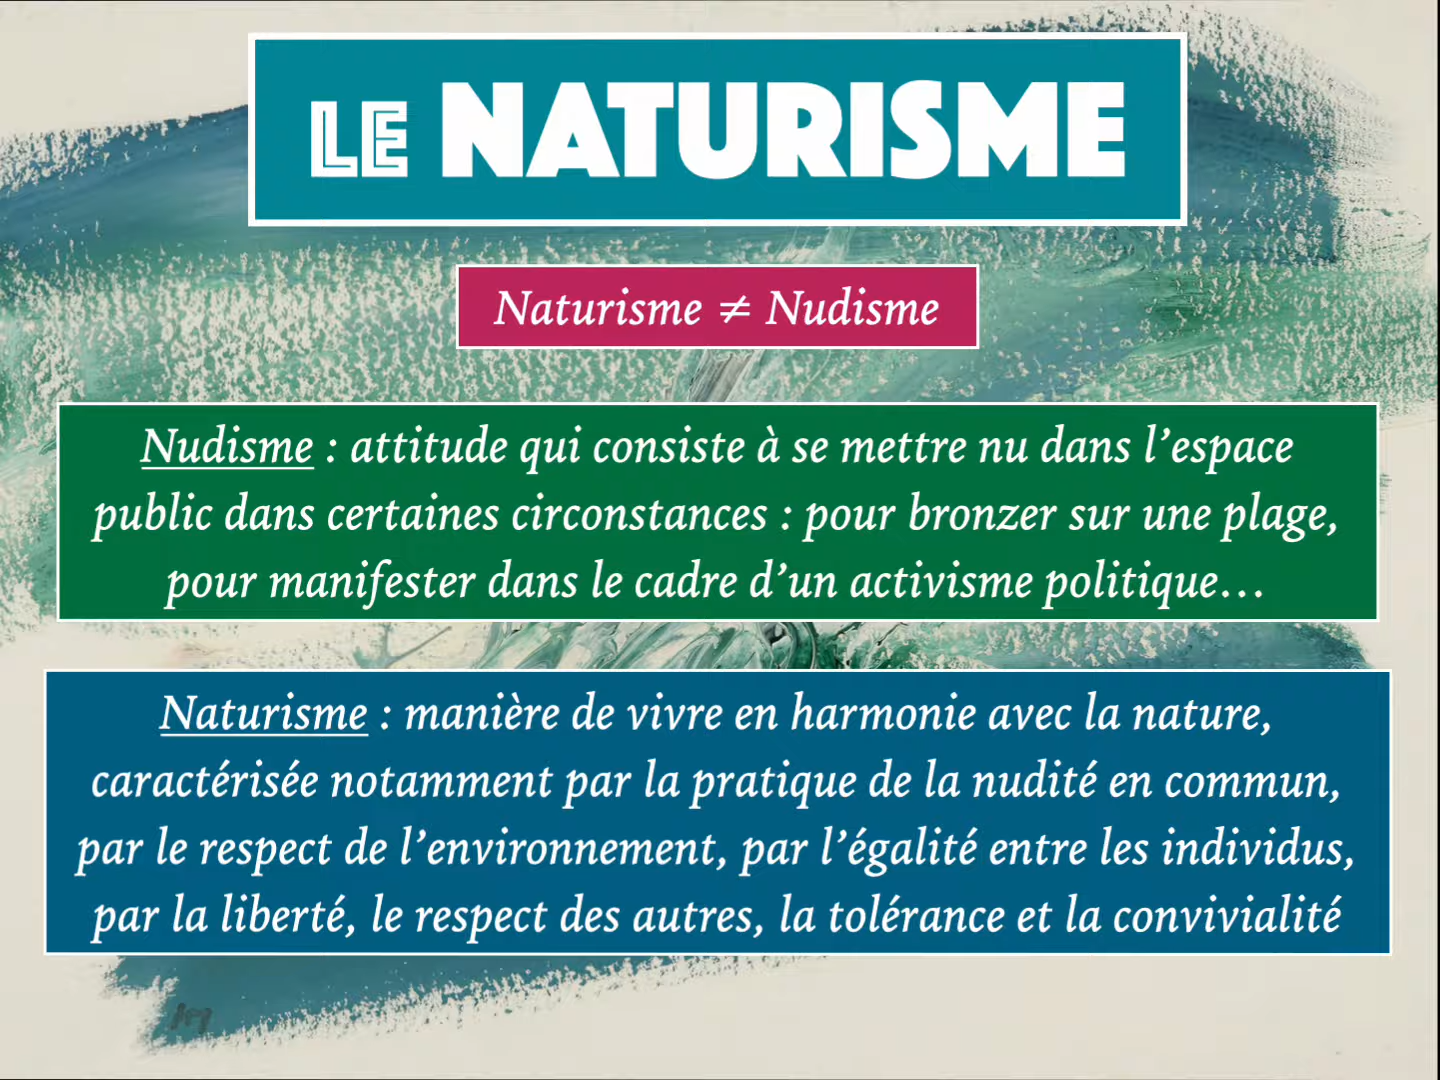 LE NATURISME
Naturisme ≠ Nudisme
Nudisme : attitude qui consiste à se mettre nu dans l’espace
public dans certaines circonstances : pour bronzer sur une plage,
pour manifester dans le cadre d’un activisme politique…
Naturisme : manière de vivre en harmonie avec la nature,
caractérisée notamment par la pratique de la nudité en commun,
par le respect de l’environnement, par l’égalité entre les individus,
par la liberté, le respect des autres, la tolérance et la convivialité